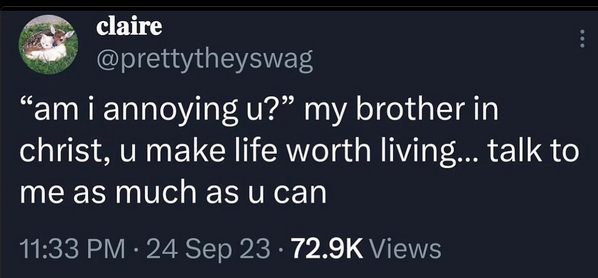 claire
@prettytheyswag
“am i annoying u?” my brother in
christ, u make life worth living... talk to
me as much as u can
11:33 PM · 24 Sep 23 · 72.9K Views